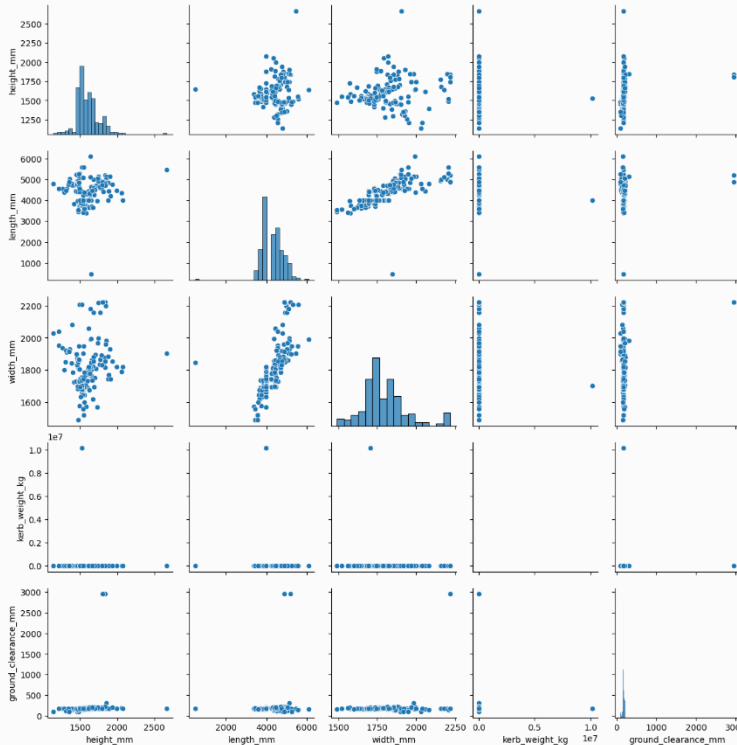 height_mm
2500
2250
2000
1750
1500
1250
length_mm
6000
5000
4000
3000
2000
1000
width_mm
2200
2000
1800
1600
1e7
kerb_weight_kg
1.0
0.8
0.6
0.4
0.2
0.0
ground_clearance_mm
3000
2500
2000
1500
1000
500
0
1500 2000 2500
height_mm
2000 4000 6000
length_mm
1500 1750 2000 2250
width_mm
0.0 0.5 1.0
1e7
kerb_weight_kg
0 1000 2000 3000
ground_clearance_mm